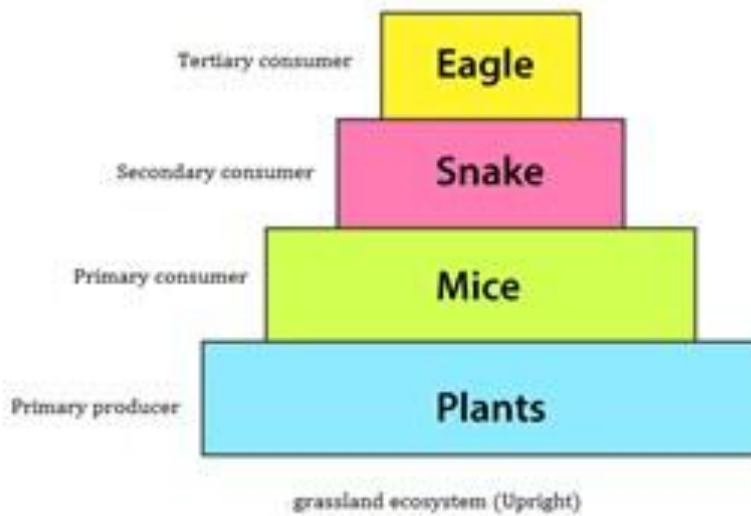 Tertiary consumer Eagle
Secondary consumer Snake
Primary consumer Mice
Primary producer Plants
grassland ecosystem (Upright)